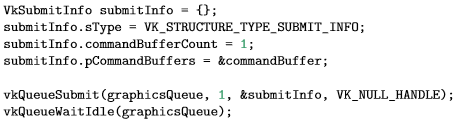 VkSubmitInfo submitInfo = {};
submitInfo.sType = VK_STRUCTURE_TYPE_SUBMIT_INFO;
submitInfo.commandBufferCount = 1;
submitInfo.pCommandBuffers = &commandBuffer;

vkQueueSubmit(graphicsQueue, 1, &submitInfo, VK_NULL_HANDLE);
vkQueueWaitIdle(graphicsQueue);